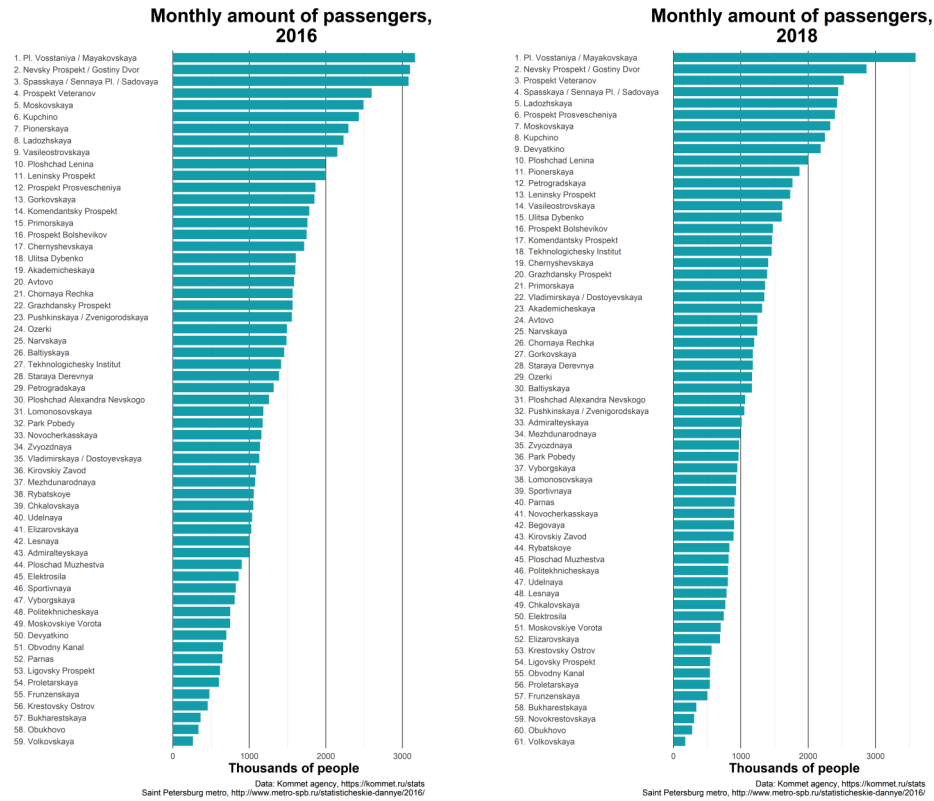 Monthly amount of passengers,
2016
1. Pl. Vosstaniya / Mayakovskaya
2. Nevsky Prospekt / Gostiny Dvor
3. Spasskaya / Sennaya Pl. / Sadovaya
4. Prospekt Veteranov
5. Moskovskaya
6. Kupchino
7. Pionerskaya
8. Ladozhskaya
9. Vasileostrovskaya
10. Ploshchad Lenina
11. Leninsky Prospekt
12. Prospekt Prosvescheniya
13. Gorkovskaya
14. Komendantsky Prospekt
15. Primorskaya
16. Prospekt Bolshevikov
17. Chernyshevskaya
18. Ulitsa Dybenko
19. Akademicheskaya
20. Avtovo
21. Chornaya Rechka
22. Grazhdansky Prospekt
23. Pushkinskaya / Zvenigorodskaya
24. Ozerki
25. Narvskaya
26. Baltiyskaya
27. Tekhnologichesky Institut
28. Staraya Derevnya
29. Petrogradskaya
30. Ploshchad Alexandra Nevskogo
31. Lomonosovskaya
32. Park Pobedy
33. Novocherkasskaya
34. Zvyozdnaya
35. Vladimirskaya / Dostoyevskaya
36. Kirovskiy Zavod
37. Mezhdunarodnaya
38. Rybatskoye
39. Chkalovskaya
40. Udelnaya
41. Elizarovskaya
42. Lesnaya
43. Admiralteyskaya
44. Ploschad Muzhestva
45. Elektrosila
46. Sportivnaya
47. Vyborgskaya
48. Politekhnicheskaya
49. Moskovskiye Vorota
50. Devyatkino
51. Obvodny Kanal
52. Parnas
53. Ligovsky Prospekt
54. Proletarskaya
55. Frunzenskaya
56. Krestovsky Ostrov
57. Bukharestskaya
58. Obukhovo
59. Volkovskaya
0 1000 2000 3000
Thousands of people
Data: Kommet agency, https://kommet.ru/stats
Saint Petersburg metro, http://www.metro-spb.ru/statisticheskie-dannye/2016/
Monthly amount of passengers,
2018
1. Pl. Vosstaniya / Mayakovskaya
2. Nevsky Prospekt / Gostiny Dvor
3. Prospekt Veteranov
4. Spasskaya / Sennaya Pl. / Sadovaya
5. Ladozhskaya
6. Prospekt Prosvescheniya
7. Moskovskaya
8. Kupchino
9. Devyatkino
10. Ploshchad Lenina
11. Pionerskaya
12. Petrogradskaya
13. Leninsky Prospekt
14. Vasileostrovskaya
15. Ulitsa Dybenko
16. Prospekt Bolshevikov
17. Komendantsky Prospekt
18. Tekhnologichesky Institut
19. Chernyshevskaya
20. Grazhdansky Prospekt
21. Primorskaya
22. Vladimirskaya / Dostoyevskaya
23. Akademicheskaya
24. Avtovo
25. Narvskaya
26. Chornaya Rechka
27. Gorkovskaya
28. Staraya Derevnya
29. Ozerki
30. Baltiyskaya
31. Ploshchad Alexandra Nevskogo
32. Pushkinskaya / Zvenigorodskaya
33. Admiralteyskaya
34. Mezhdunarodnaya
35. Zvyozdnaya
36. Park Pobedy
37. Vyborgskaya
38. Lomonosovskaya
39. Sportivnaya
40. Parnas
41. Novocherkasskaya
42. Begovaya
43. Kirovskiy Zavod
44. Rybatskoye
45. Ploschad Muzhestva
46. Politekhnicheskaya
47. Udelnaya
48. Lesnaya
49. Chkalovskaya
50. Elektrosila
51. Moskovskiye Vorota
52. Elizarovskaya
53. Krestovsky Ostrov
54. Ligovsky Prospekt
55. Obvodny Kanal
56. Proletarskaya
57. Frunzenskaya
58. Bukharestskaya
59. Novokrestovskaya
60. Obukhovo
61. Volkovskaya
0 1000 2000 3000
Thousands of people
Data: Kommet agency, https://kommet.ru/stats
Saint Petersburg metro, http://www.metro-spb.ru/statisticheskie-dannye/2016/